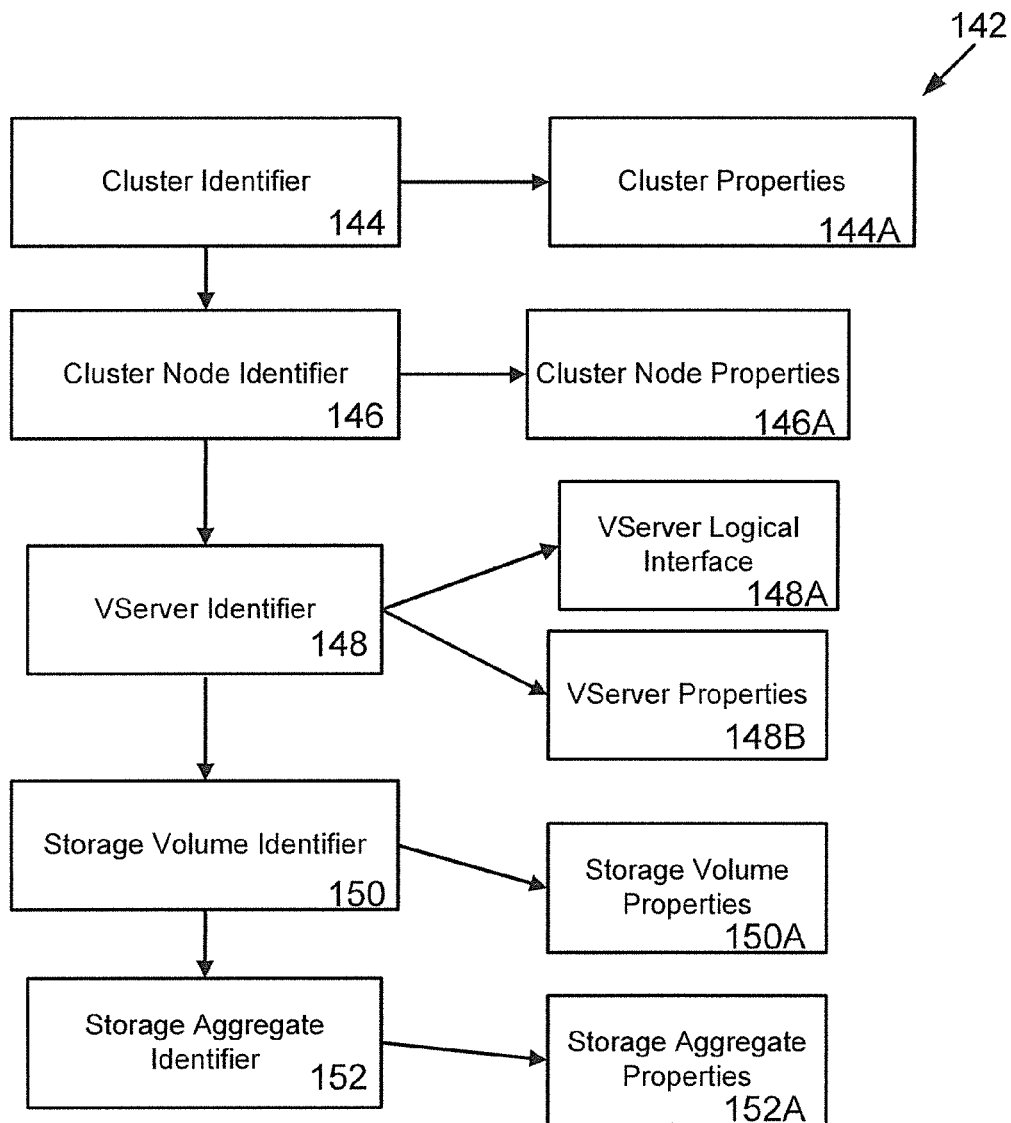 142
Cluster Identifier
144
Cluster Properties
144A
Cluster Node Identifier
146
Cluster Node Properties
146A
VServer Identifier
148
VServer Logical
Interface
148A
VServer Properties
148B
Storage Volume Identifier
150
Storage Volume
Properties
150A
Storage Aggregate
Identifier
152
Storage Aggregate
Properties
152A